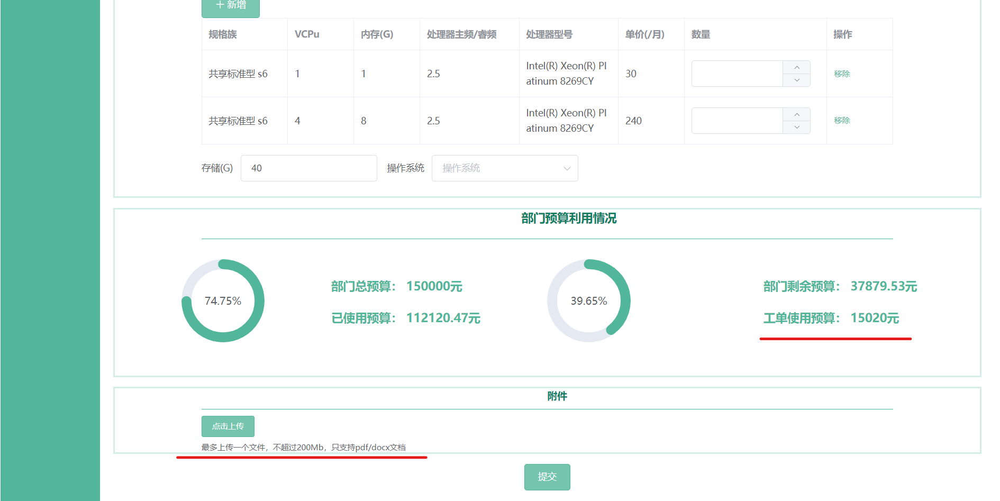 + 新增
规格族 VCPu 内存(G) 处理器主频/睿频 处理器型号 单价(/月) 数量 操作
共享标准型 s6 1 1 2.5 Intel(R) Xeon(R) Pl
atinum 8269CY 30 移除
共享标准型 s6 4 8 2.5 Intel(R) Xeon(R) Pl
atinum 8269CY 240 移除
存储(G) 40 操作系统 操作系统
部门预算利用情况
74.75%
部门总预算： 150000元
已使用预算： 112120.47元
39.65%
部门剩余预算： 37879.53元
工单使用预算： 15020元
附件
点击上传
最多上传一个文件，不超过200Mb，只支持pdf/docx文档
提交